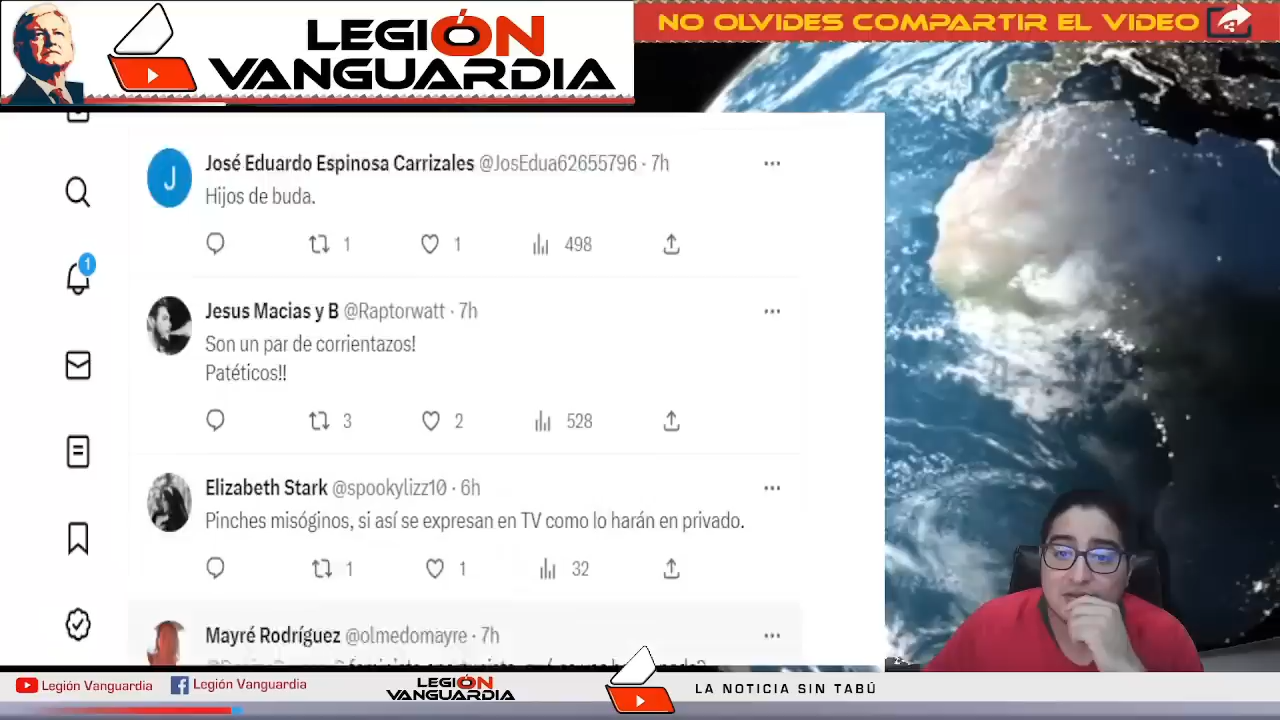 LEGIÓN
VANGUARDIA
NO OLVIDES COMPARTIR EL VIDEO
José Eduardo Espinosa Carrizales @JosEdua62655796 · 7h
Hijos de buda.
1 1 498
1
Jesus Macias y B @Raptorwatt · 7h
Son un par de corrientazos!
Patéticos!!
3 2 528
Elizabeth Stark @spookylizz10 · 6h
Pinches misóginos, si así se expresan en TV como lo harán en privado.
1 1 32
Mayré Rodríguez @olmedomayre · 7h
Legión Vanguardia
Legión Vanguardia
LEGIÓN
VANGUARDIA
LA NOTICIA SIN TABÚ